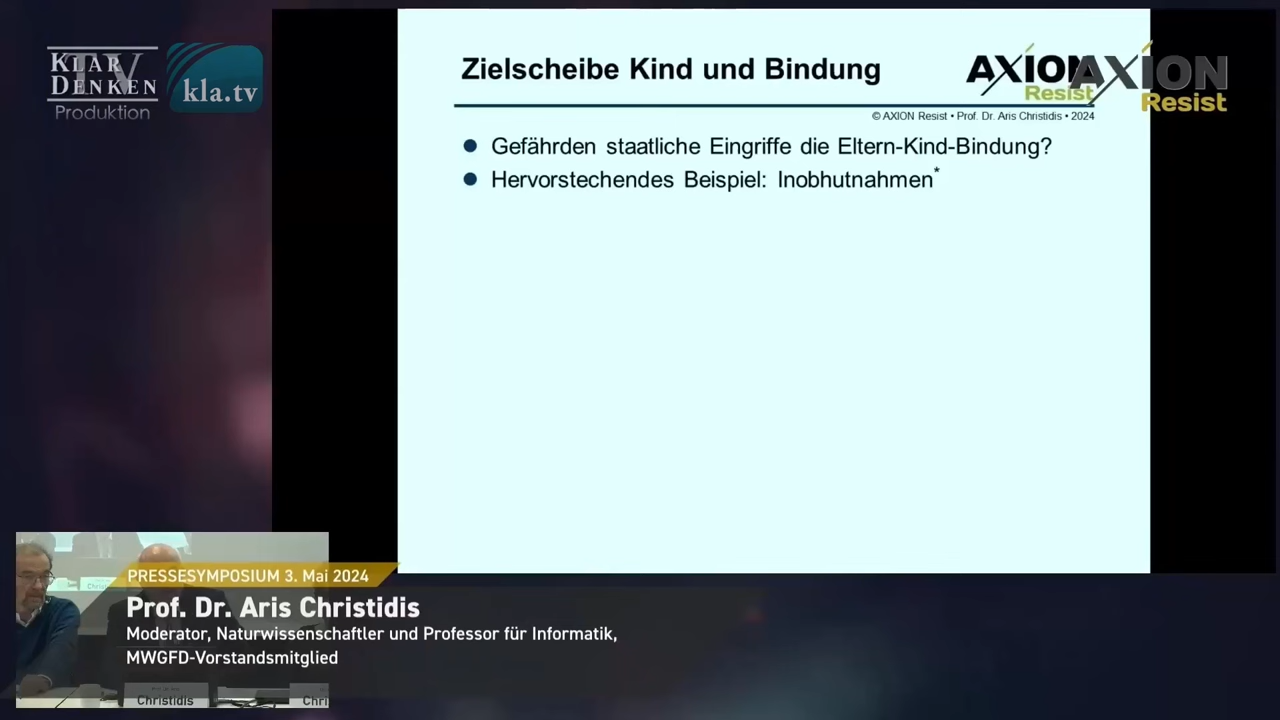 KLAR
TV
DENKEN
Produktion
kla.tv
Zielscheibe Kind und Bindung
AXION
Resist
AXION
Resist
© AXION Resist • Prof. Dr. Aris Christidis • 2024
Gefährden staatliche Eingriffe die Eltern-Kind-Bindung?
Hervorstechendes Beispiel: Inobhutnahmen*
PRESSESYMPOSIUM 3. Mai 2024
Prof. Dr. Aris Christidis
Moderator, Naturwissenschaftler und Professor für Informatik,
MWGFD-Vorstandsmitglied
Christidis
Chri